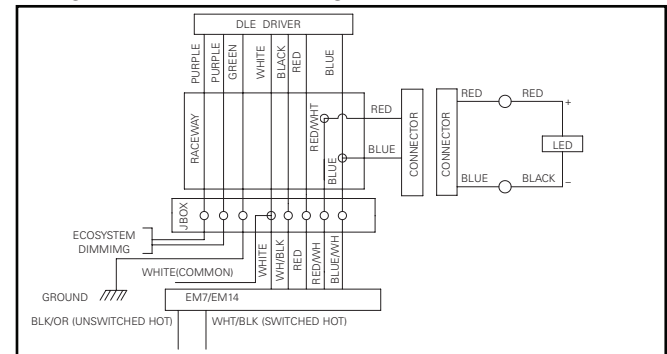 DLE DRIVER
PURPLE
PURPLE
GREEN
WHITE
BLACK
RED
BLUE
RACEWAY
RED/WHT
BLUE
RED
BLUE
CONNECTOR
CONNECTOR
RED
RED
+
LED
BLUE
BLACK
–
JBOX
ECOSYSTEM
DIMMIMG
WHITE(COMMON)
WHITE
WH/BLK
RED
RED/WH
BLUE/WH
GROUND
EM7/EM14
BLK/OR (UNSWITCHED HOT)
WHT/BLK (SWITCHED HOT)